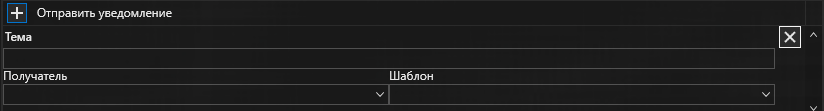 Отправить уведомление
Тема
Получатель Шаблон